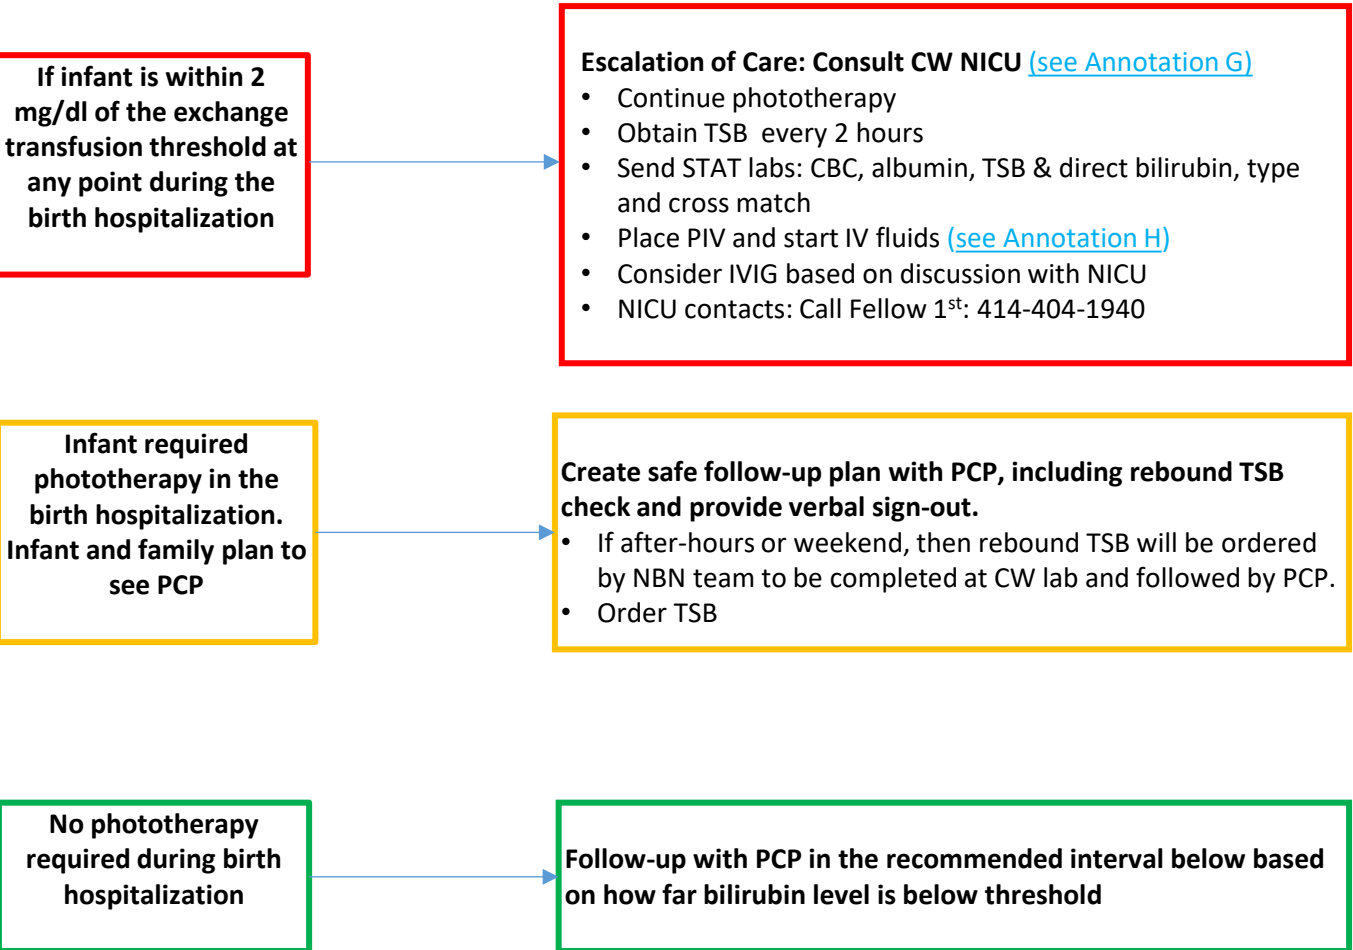 If infant is within 2
mg/dl of the exchange
transfusion threshold at
any point during the
birth hospitalization
Escalation of Care: Consult CW NICU (see Annotation G)
• Continue phototherapy
• Obtain TSB every 2 hours
• Send STAT labs: CBC, albumin, TSB & direct bilirubin, type
and cross match
• Place PIV and start IV fluids (see Annotation H)
• Consider IVIG based on discussion with NICU
• NICU contacts: Call Fellow 1st: 414-404-1940
Infant required
phototherapy in the
birth hospitalization.
Infant and family plan to
see PCP
Create safe follow-up plan with PCP, including rebound TSB
check and provide verbal sign-out.
• If after-hours or weekend, then rebound TSB will be ordered
by NBN team to be completed at CW lab and followed by PCP.
• Order TSB
No phototherapy
required during birth
hospitalization
Follow-up with PCP in the recommended interval below based
on how far bilirubin level is below threshold